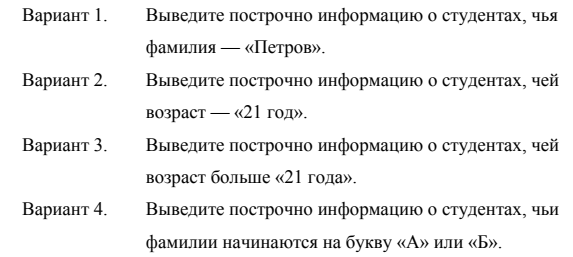 Вариант 1. Выведите построчно информацию о студентах, чья
фамилия — «Петров».
Вариант 2. Выведите построчно информацию о студентах, чей
возраст — «21 год».
Вариант 3. Выведите построчно информацию о студентах, чей
возраст больше «21 года».
Вариант 4. Выведите построчно информацию о студентах, чьи
фамилии начинаются на букву «А» или «Б».